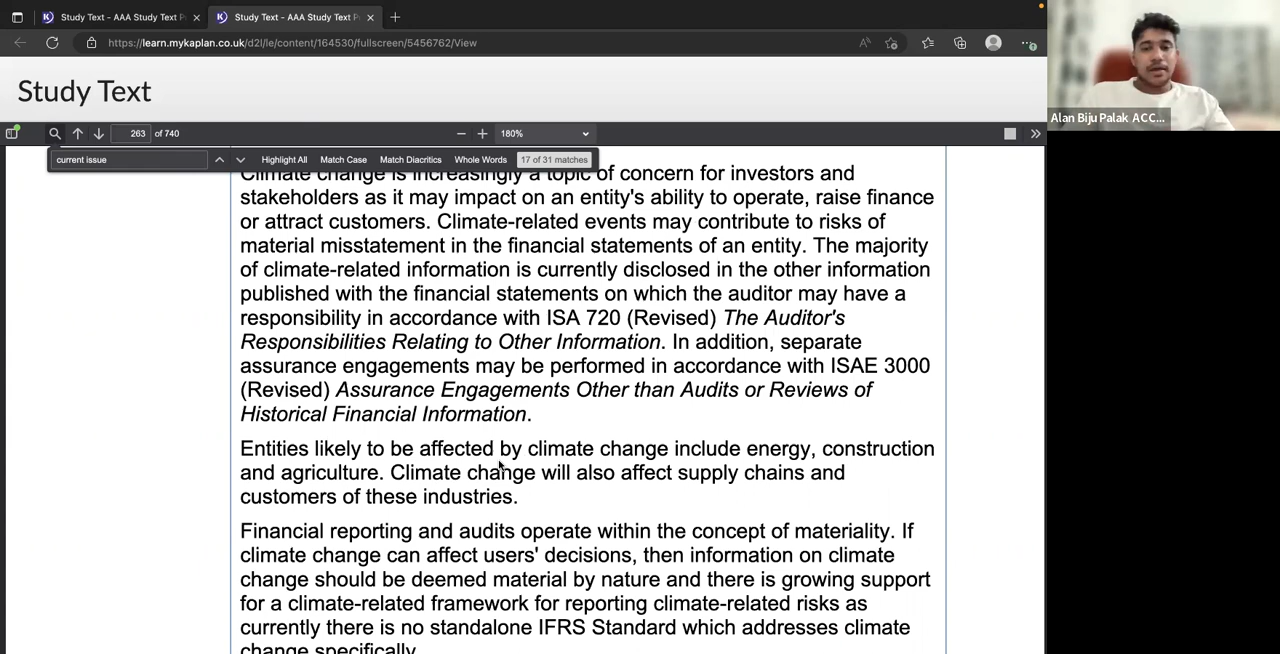 Study Text - AAA Study Text P
Study Text - AAA Study Text P
https://learn.mykaplan.co.uk/d2l/le/content/164530/fullscreen/5456762/View
Alan Biju Palak ACC...
Study Text
263 of 740
180%
current issue
Highlight All
Match Case
Match Diacritics
Whole Words
17 of 31 matches
Climate change is increasingly a topic of concern for investors and
stakeholders as it may impact on an entity's ability to operate, raise finance
or attract customers. Climate-related events may contribute to risks of
material misstatement in the financial statements of an entity. The majority
of climate-related information is currently disclosed in the other information
published with the financial statements on which the auditor may have a
responsibility in accordance with ISA 720 (Revised) The Auditor's
Responsibilities Relating to Other Information. In addition, separate
assurance engagements may be performed in accordance with ISAE 3000
(Revised) Assurance Engagements Other than Audits or Reviews of
Historical Financial Information.
Entities likely to be affected by climate change include energy, construction
and agriculture. Climate change will also affect supply chains and
customers of these industries.
Financial reporting and audits operate within the concept of materiality. If
climate change can affect users' decisions, then information on climate
change should be deemed material by nature and there is growing support
for a climate-related framework for reporting climate-related risks as
currently there is no standalone IFRS Standard which addresses climate
change specifically.